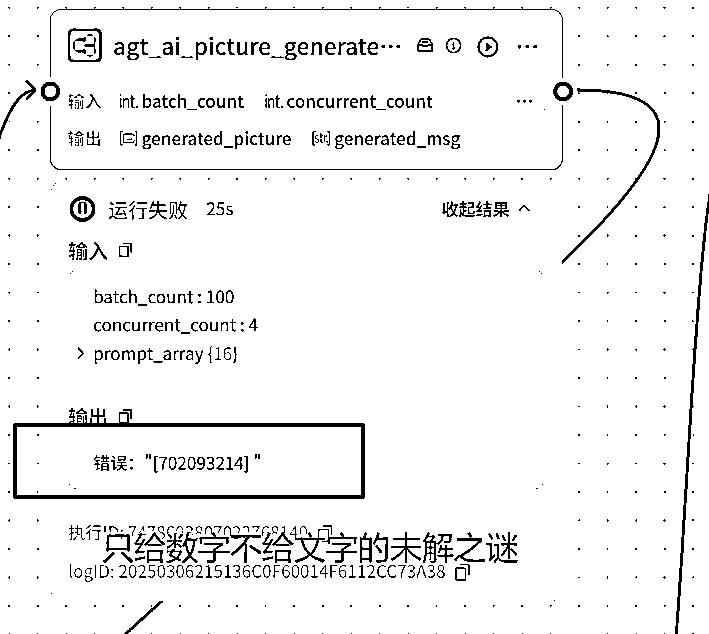 agt_ai_picture_generate···
输入 int. batch_count int. concurrent_count ···
输出 generated_picture [str] generated_msg
运行失败 25s 收起结果
输入
batch_count : 100
concurrent_count : 4
prompt_array {16}
输出
错误： "[702093214] "
执行ID:
只给数字不给文字的未解之谜
logID: 20250306215136C0F60014F6112CC73A38